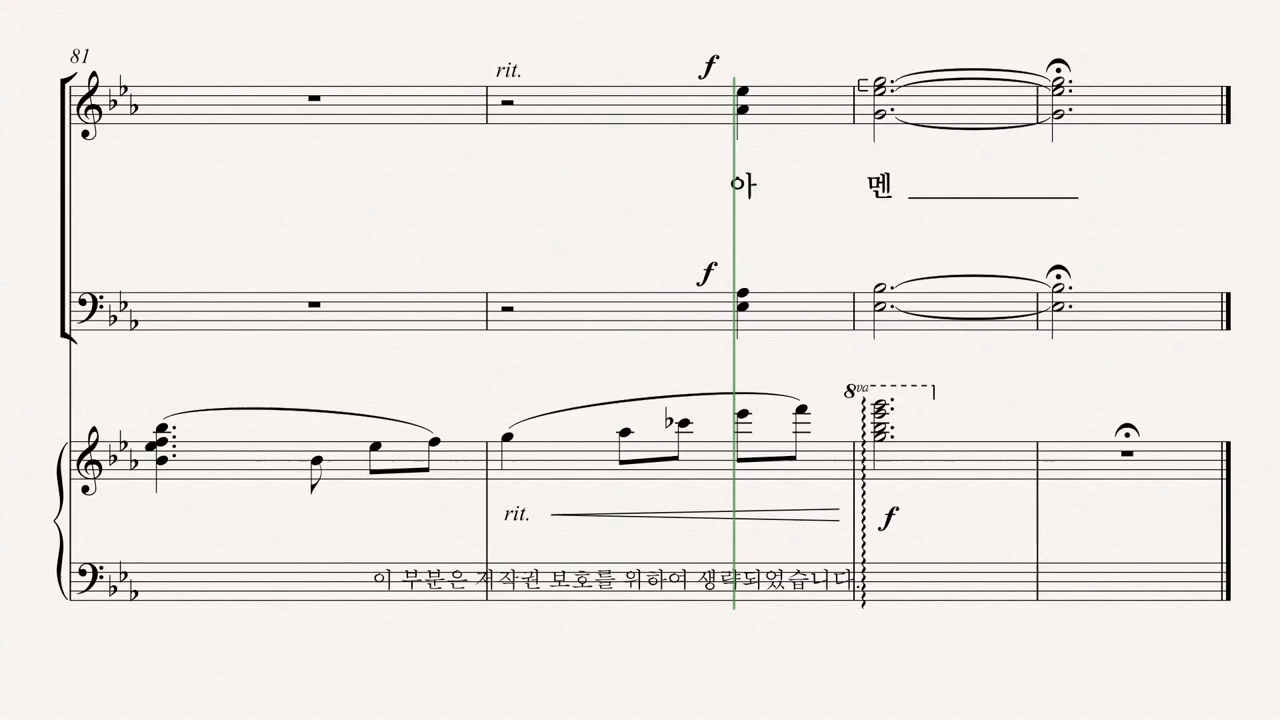 81
rit.
f
아 멘
f
8va
rit.
f
이 부분은 저작권 보호를 위하여 생략되었습니다.